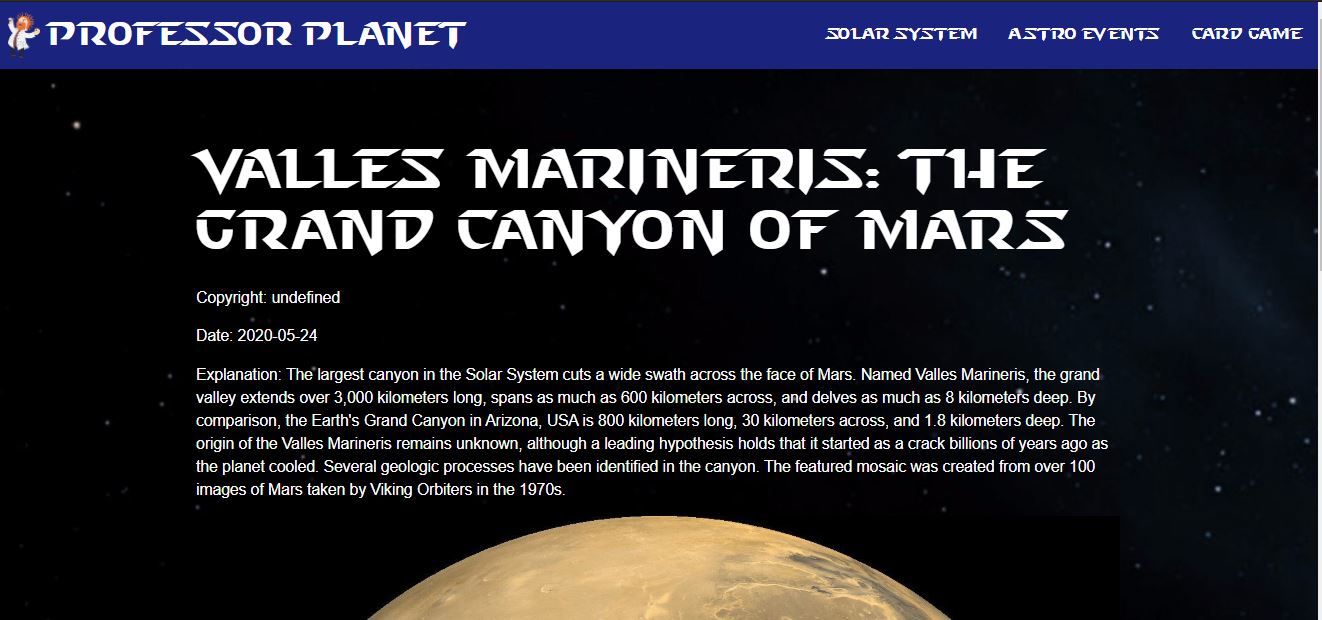 PROFESSOR PLANET
SOLAR SYSTEM ASTRO EVENTS CARD GAME
VALLES MARINERIS: THE
GRAND CANYON OF MARS
Copyright: undefined
Date: 2020-05-24
Explanation: The largest canyon in the Solar System cuts a wide swath across the face of Mars. Named Valles Marineris, the grand
valley extends over 3,000 kilometers long, spans as much as 600 kilometers across, and delves as much as 8 kilometers deep. By
comparison, the Earth's Grand Canyon in Arizona, USA is 800 kilometers long, 30 kilometers across, and 1.8 kilometers deep. The
origin of the Valles Marineris remains unknown, although a leading hypothesis holds that it started as a crack billions of years ago as
the planet cooled. Several geologic processes have been identified in the canyon. The featured mosaic was created from over 100
images of Mars taken by Viking Orbiters in the 1970s.